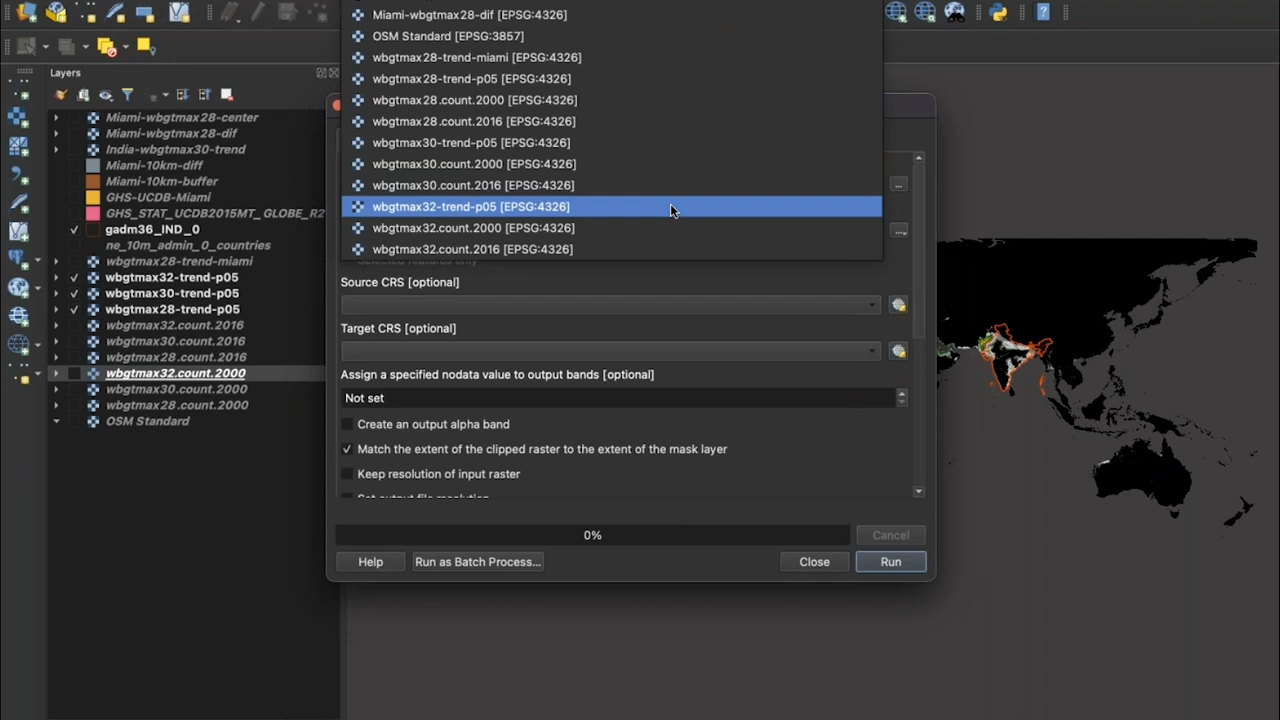 Miami-wbgtmax28-dif [EPSG:4326]
OSM Standard [EPSG:3857]
wbgtmax28-trend-miami [EPSG:4326]
wbgtmax28-trend-p05 [EPSG:4326]
wbgtmax28.count.2000 [EPSG:4326]
wbgtmax28.count.2016 [EPSG:4326]
wbgtmax30-trend-p05 [EPSG:4326]
wbgtmax30.count.2000 [EPSG:4326]
wbgtmax30.count.2016 [EPSG:4326]
wbgtmax32-trend-p05 [EPSG:4326]
wbgtmax32.count.2000 [EPSG:4326]
wbgtmax32.count.2016 [EPSG:4326]
Layers
Miami-wbgtmax28-center
Miami-wbgtmax28-dif
India-wbgtmax30-trend
Miami-10km-diff
Miami-10km-buffer
GHS-UCDB-Miami
GHS_STAT_UCDB2015MT_GLOBE_R2
gadm36_IND_0
ne_10m_admin_0_countries
wbgtmax28-trend-miami
wbgtmax32-trend-p05
wbgtmax30-trend-p05
wbgtmax28-trend-p05
wbgtmax32.count.2016
wbgtmax30.count.2016
wbgtmax28.count.2016
wbgtmax32.count.2000
wbgtmax30.count.2000
wbgtmax28.count.2000
OSM Standard
Selected features only
Source CRS [optional]
Target CRS [optional]
Assign a specified nodata value to output bands [optional]
Not set
Create an output alpha band
Match the extent of the clipped raster to the extent of the mask layer
Keep resolution of input raster
Set output file resolution
0%
Cancel
Help
Run as Batch Process...
Close
Run